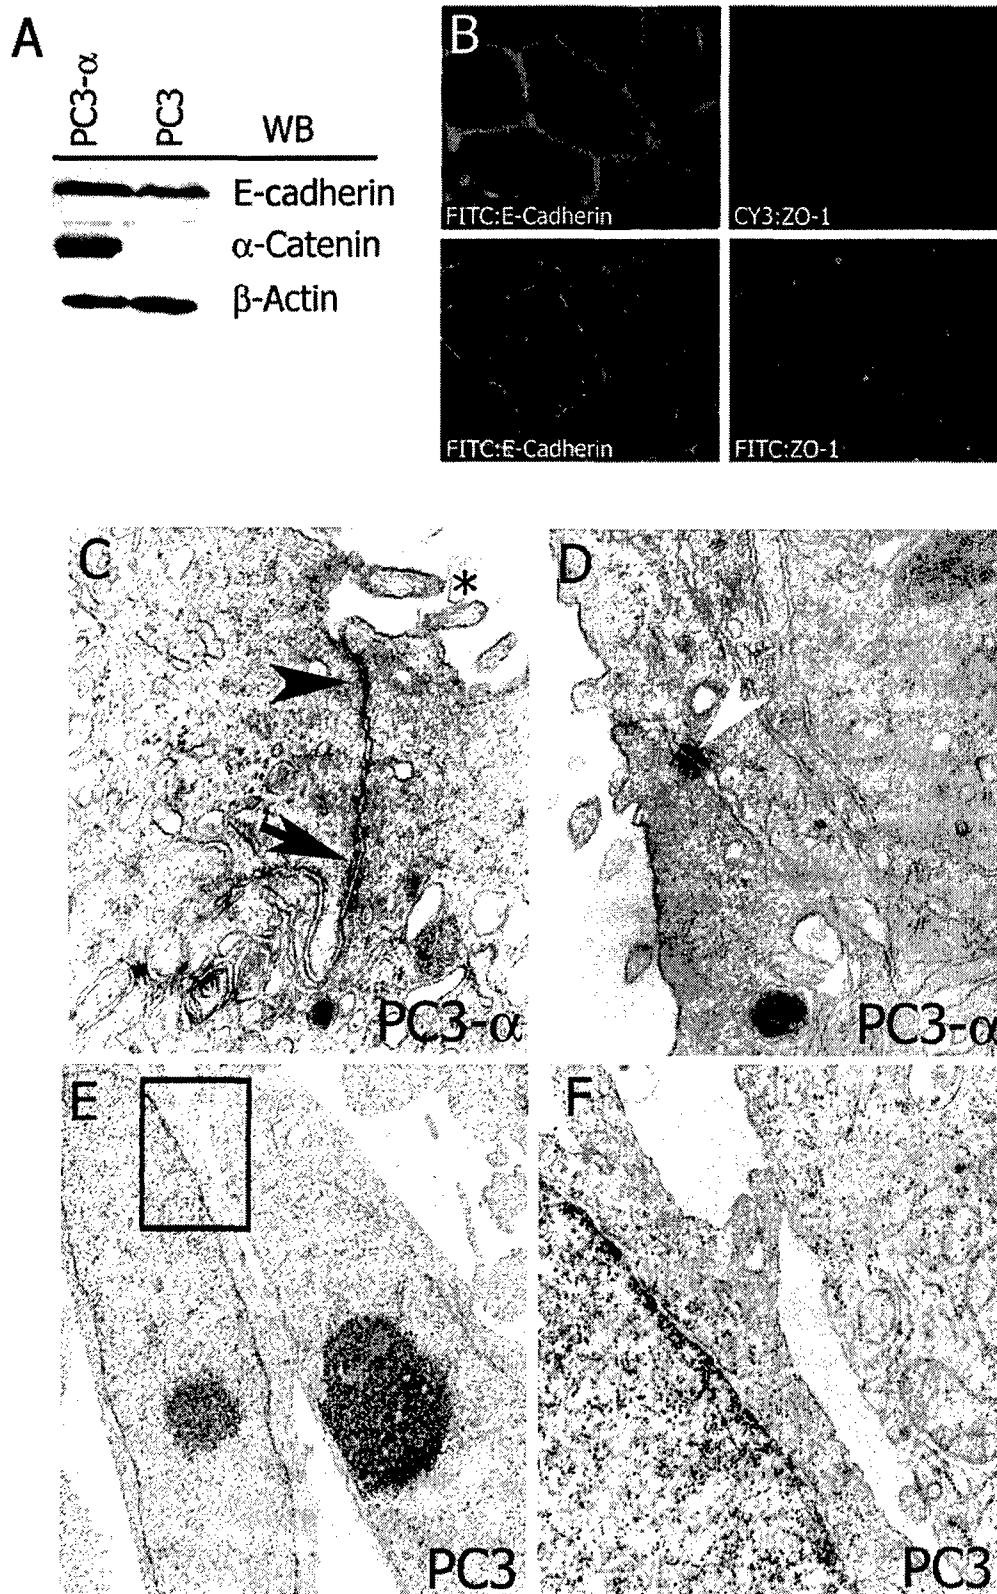 A
PC3-α
PC3
WB
E-cadherin
α-Catenin
β-Actin
B
FITC:E-Cadherin
CY3:ZO-1
FITC:E-Cadherin
FITC:ZO-1
C
*
PC3-α
D
PC3-α
E
PC3
F
PC3